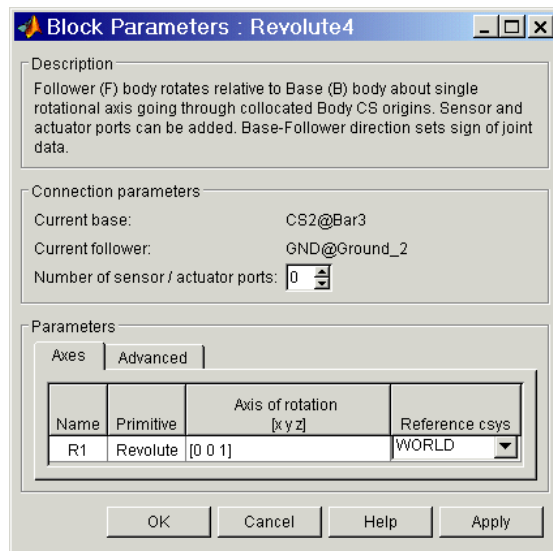 Block Parameters : Revolute4
Description
Follower (F) body rotates relative to Base (B) body about single
rotational axis going through collocated Body CS origins. Sensor and
actuator ports can be added. Base-Follower direction sets sign of joint
data.
Connection parameters
Current base: CS2@Bar3
Current follower: GND@Ground_2
Number of sensor / actuator ports: 0
Parameters
Axes Advanced
Name Primitive Axis of rotation [x y z] Reference csys
R1 Revolute [0 0 1] WORLD
OK Cancel Help Apply